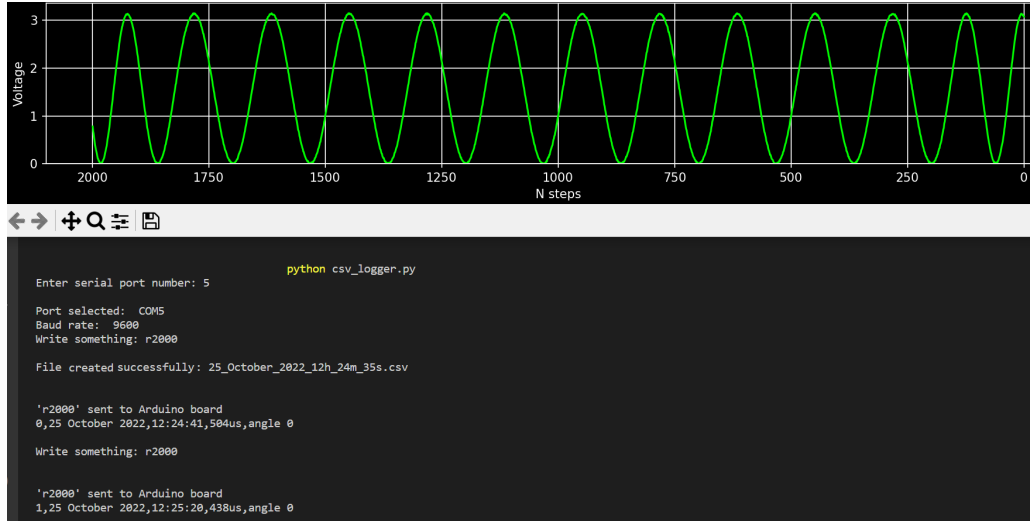 3
2
1
0
Voltage
2000 1750 1500 1250 1000 750 500 250 0
N steps
python csv_logger.py
Enter serial port number: 5
Port selected:  COM5
Baud rate:  9600
Write something: r2000
File created successfully: 25_October_2022_12h_24m_35s.csv
'r2000' sent to Arduino board
0,25 October 2022,12:24:41,504us,angle 0
Write something: r2000
'r2000' sent to Arduino board
1,25 October 2022,12:25:20,438us,angle 0